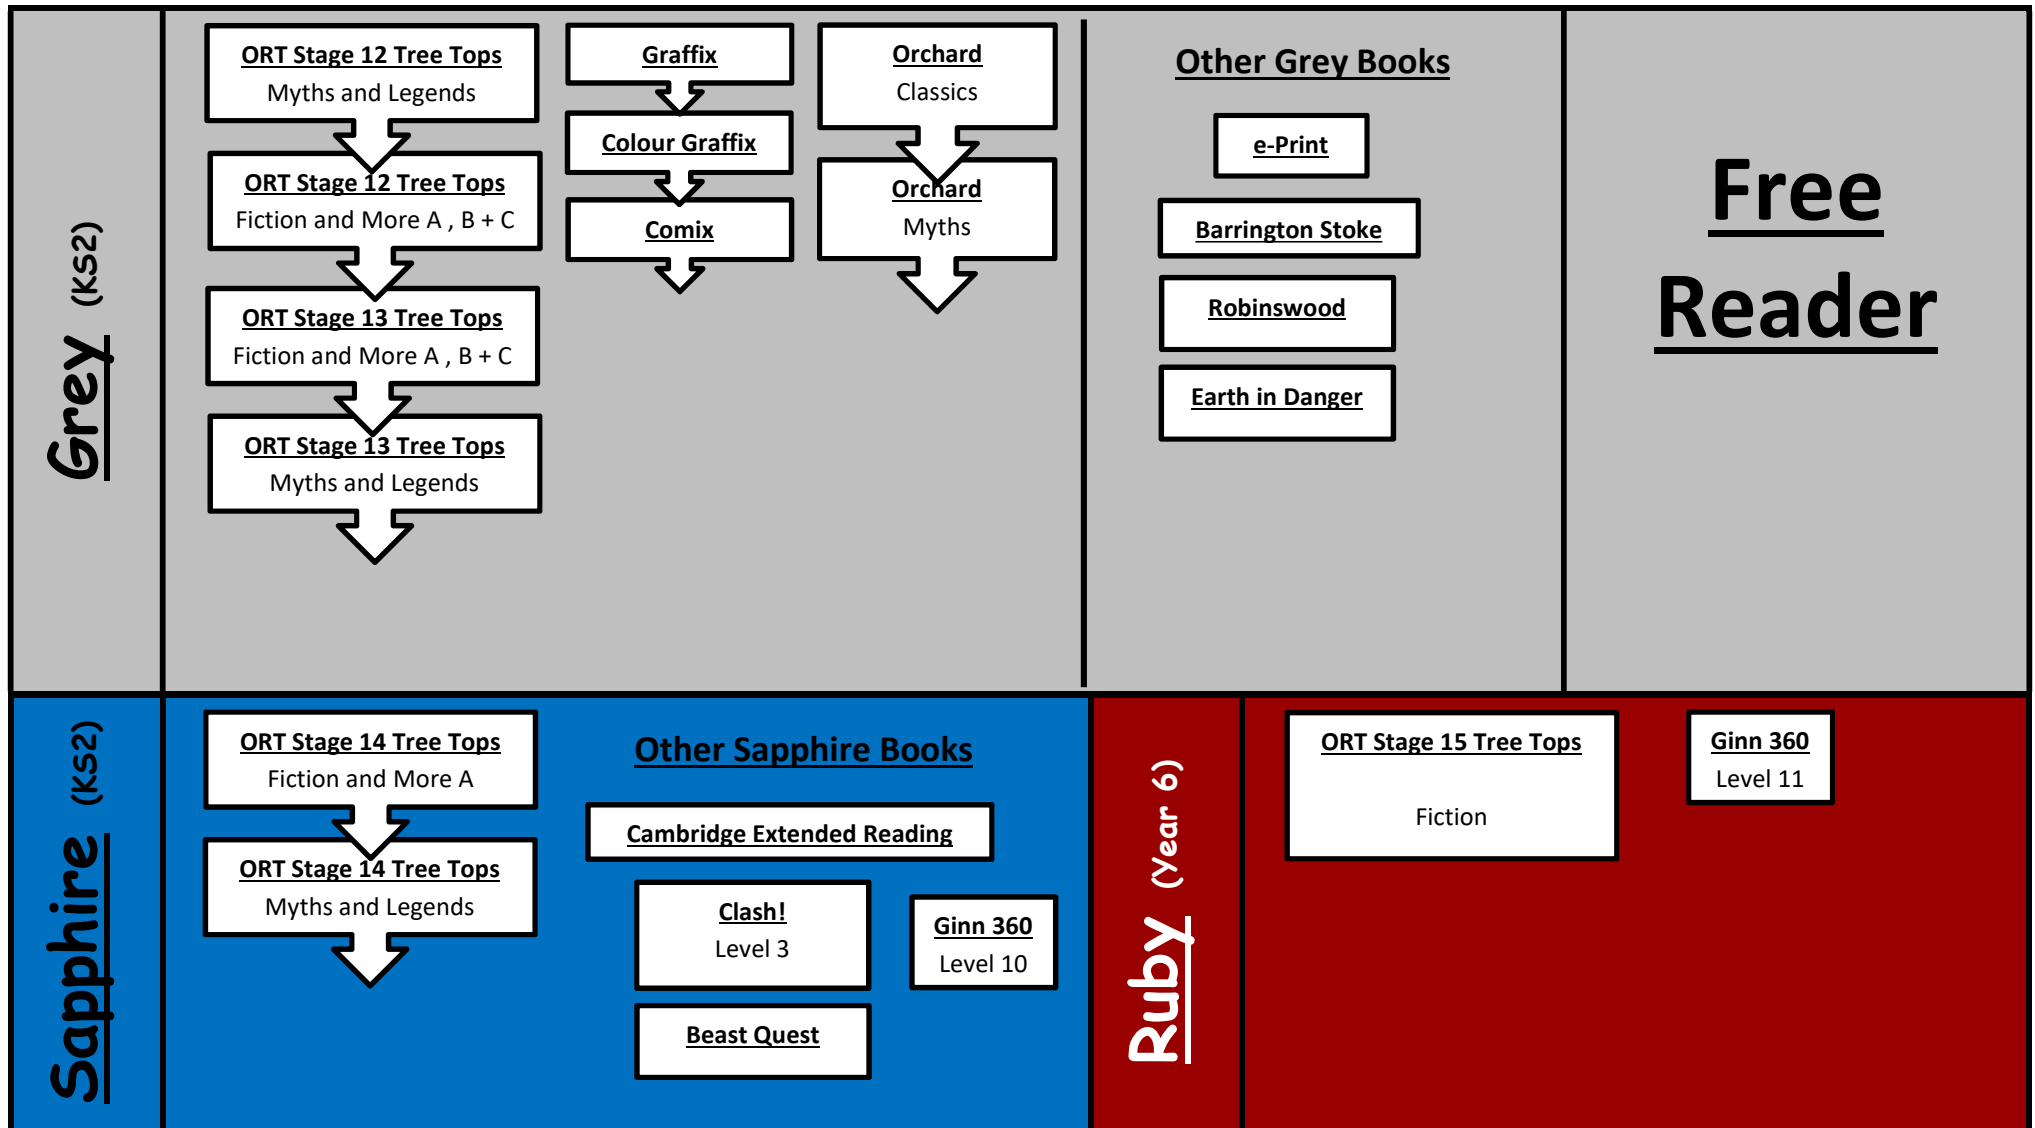 Grey (KS2)
ORT Stage 12 Tree Tops
Myths and Legends
ORT Stage 12 Tree Tops
Fiction and More A , B + C
ORT Stage 13 Tree Tops
Fiction and More A , B + C
ORT Stage 13 Tree Tops
Myths and Legends
Graffix
Colour Graffix
Comix
Orchard
Classics
Orchard
Myths
Other Grey Books
e-Print
Barrington Stoke
Robinswood
Earth in Danger
Free
Reader
Sapphire (KS2)
ORT Stage 14 Tree Tops
Fiction and More A
ORT Stage 14 Tree Tops
Myths and Legends
Other Sapphire Books
Cambridge Extended Reading
Clash!
Level 3
Ginn 360
Level 10
Beast Quest
Ruby (Year 6)
ORT Stage 15 Tree Tops
Fiction
Ginn 360
Level 11